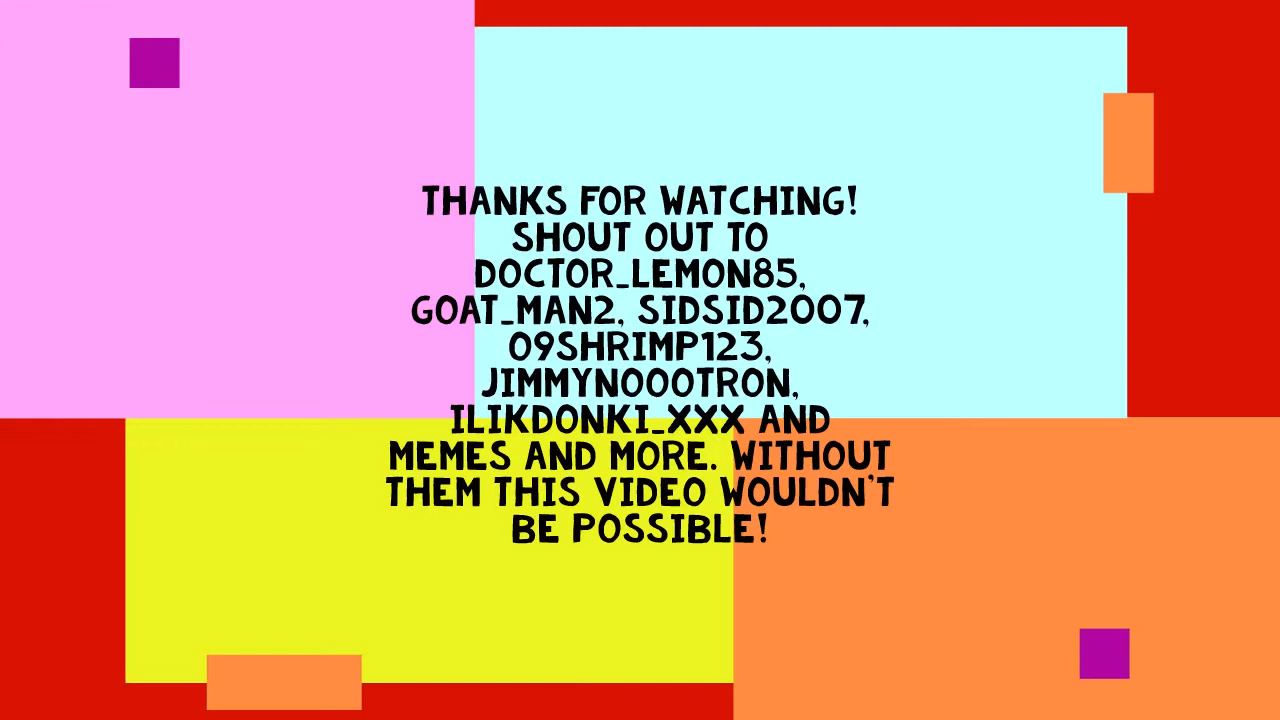 THANKS FOR WATCHING!
SHOUT OUT TO
DOCTOR_LEMON85,
GOAT_MAN2, SIDSID2007,
09SHRIMP123,
JIMMYNOOOTRON,
ILIKDONKI_XXX AND
MEMES AND MORE. WITHOUT
THEM THIS VIDEO WOULDN'T
BE POSSIBLE!